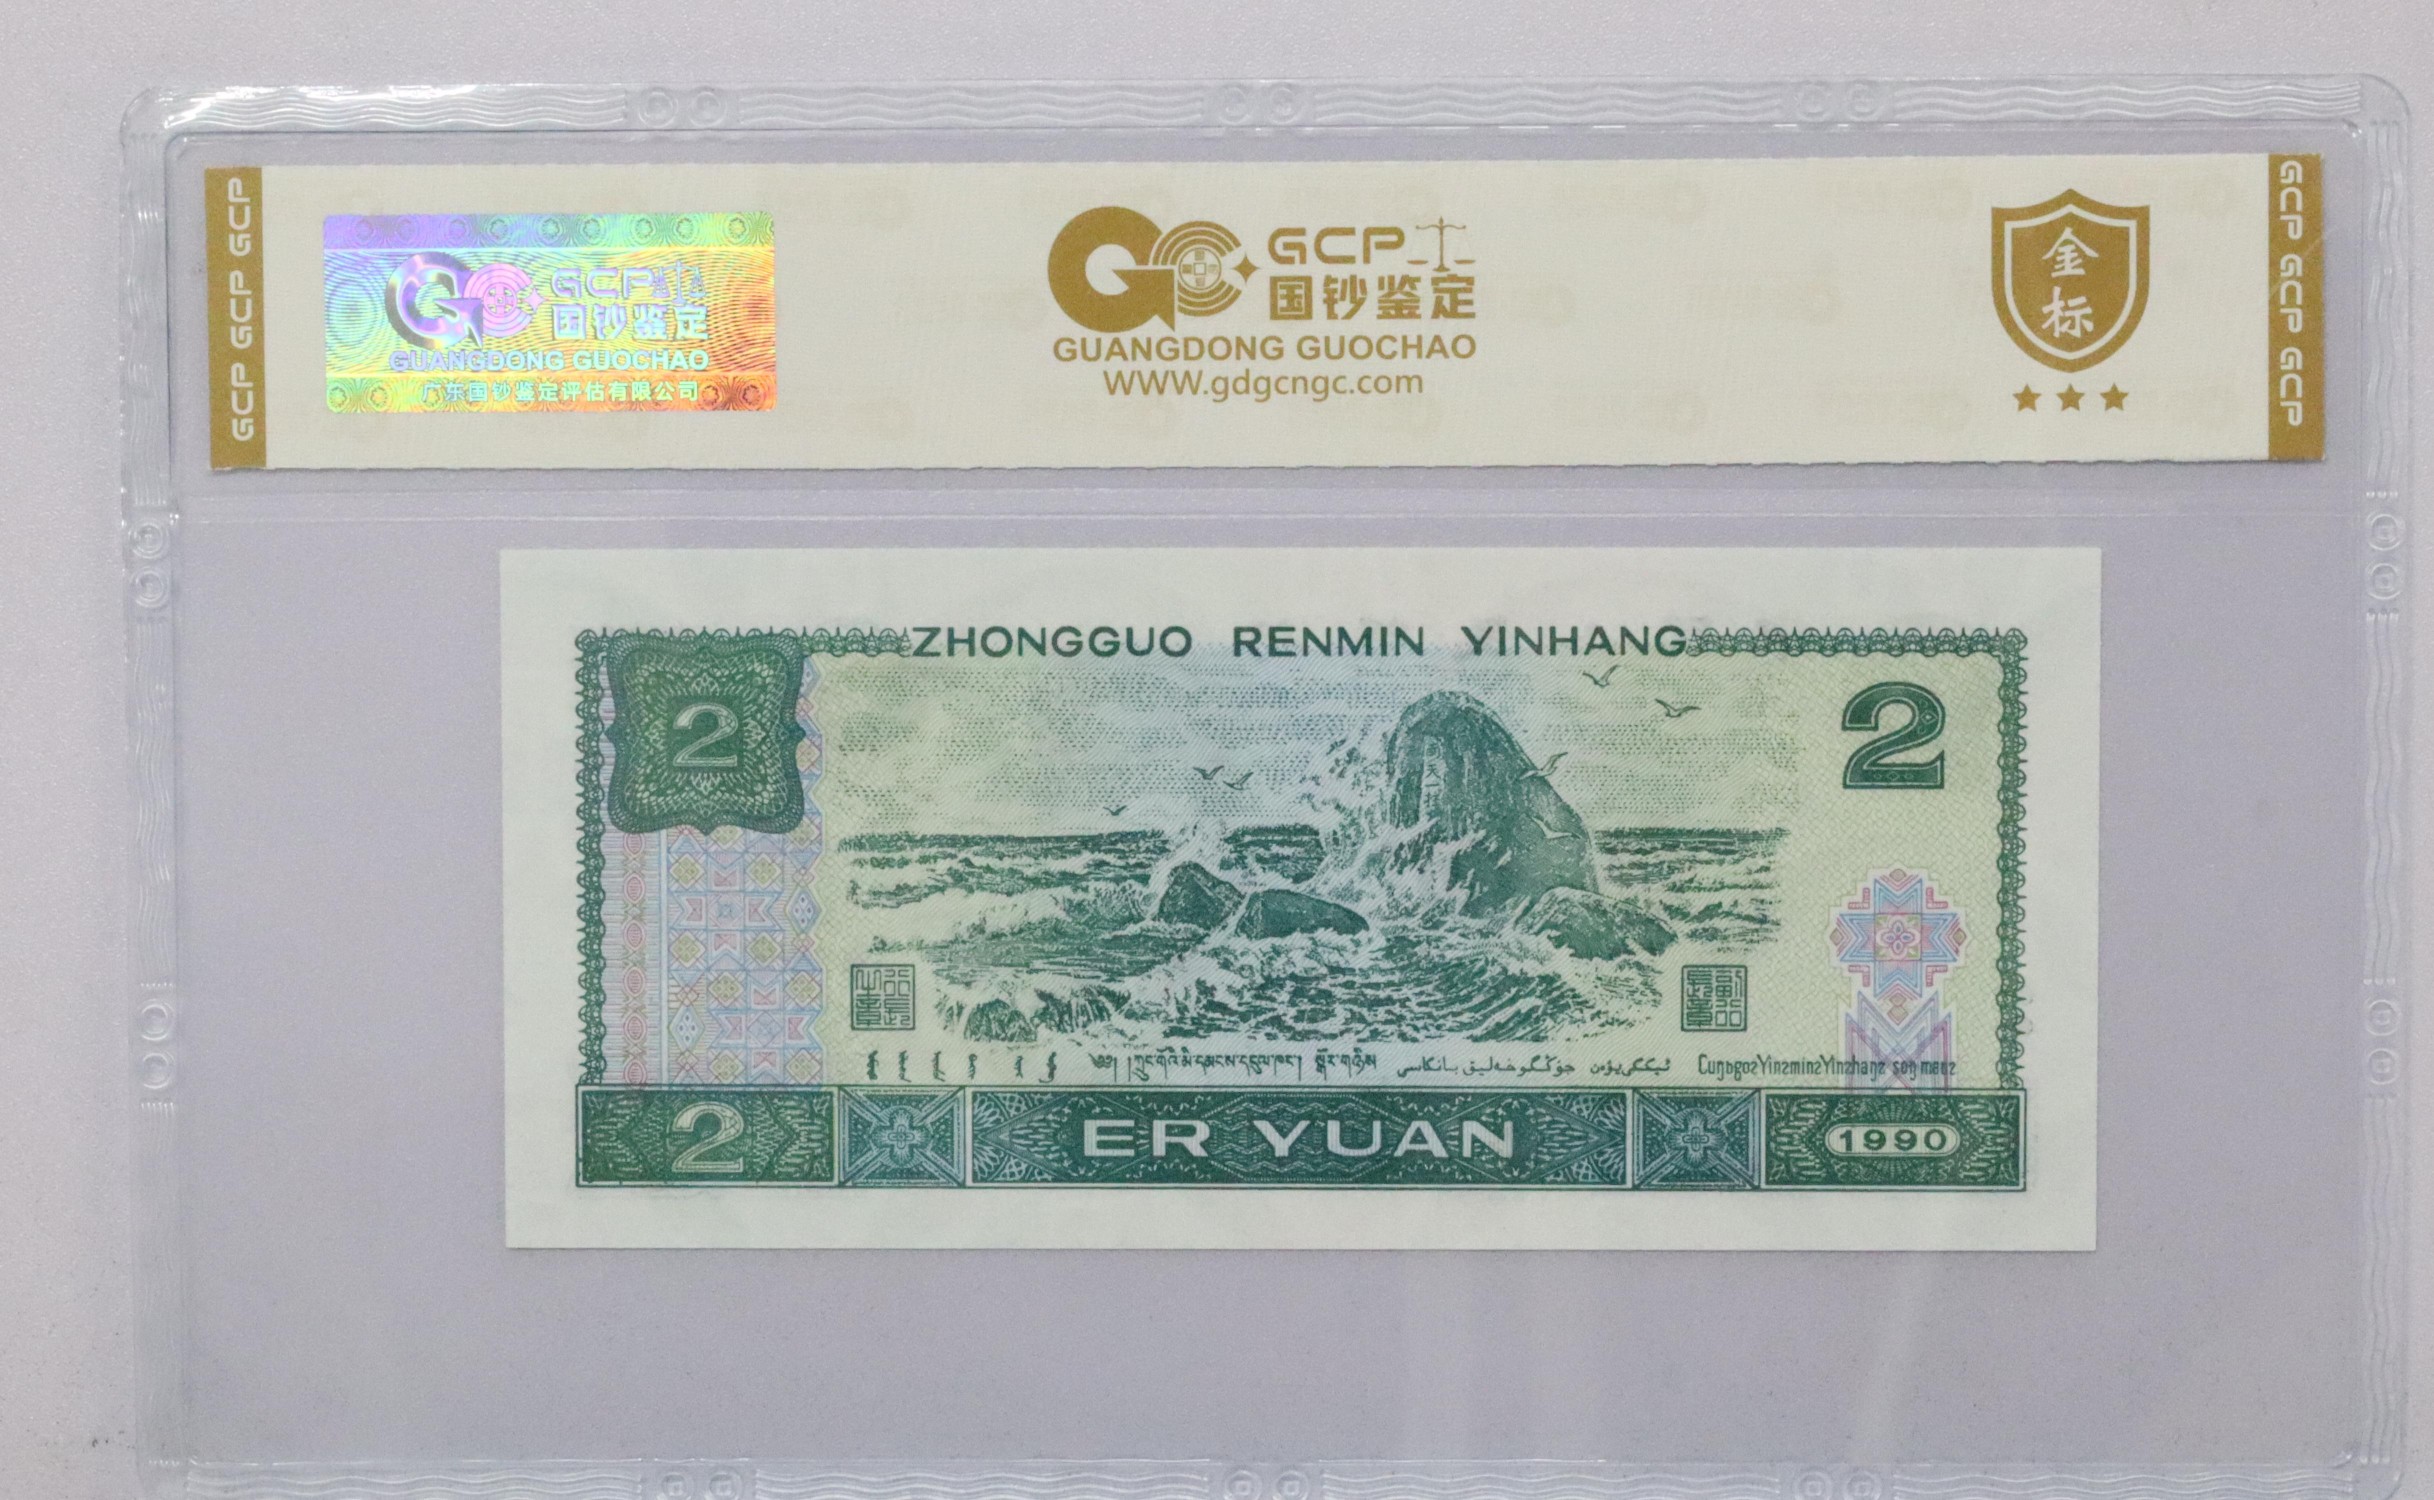 GCP GCP GCP
GCP
国钞鉴定
GUANGDONG GUOCHAO
广东国钞鉴定评估有限公司
GCP
国钞鉴定
GUANGDONG GUOCHAO
WWW.gdgcngc.com
金
标
GCP GCP GCP
ZHONGGUO RENMIN YINHANG
2
2
ERYUAN
2
1990